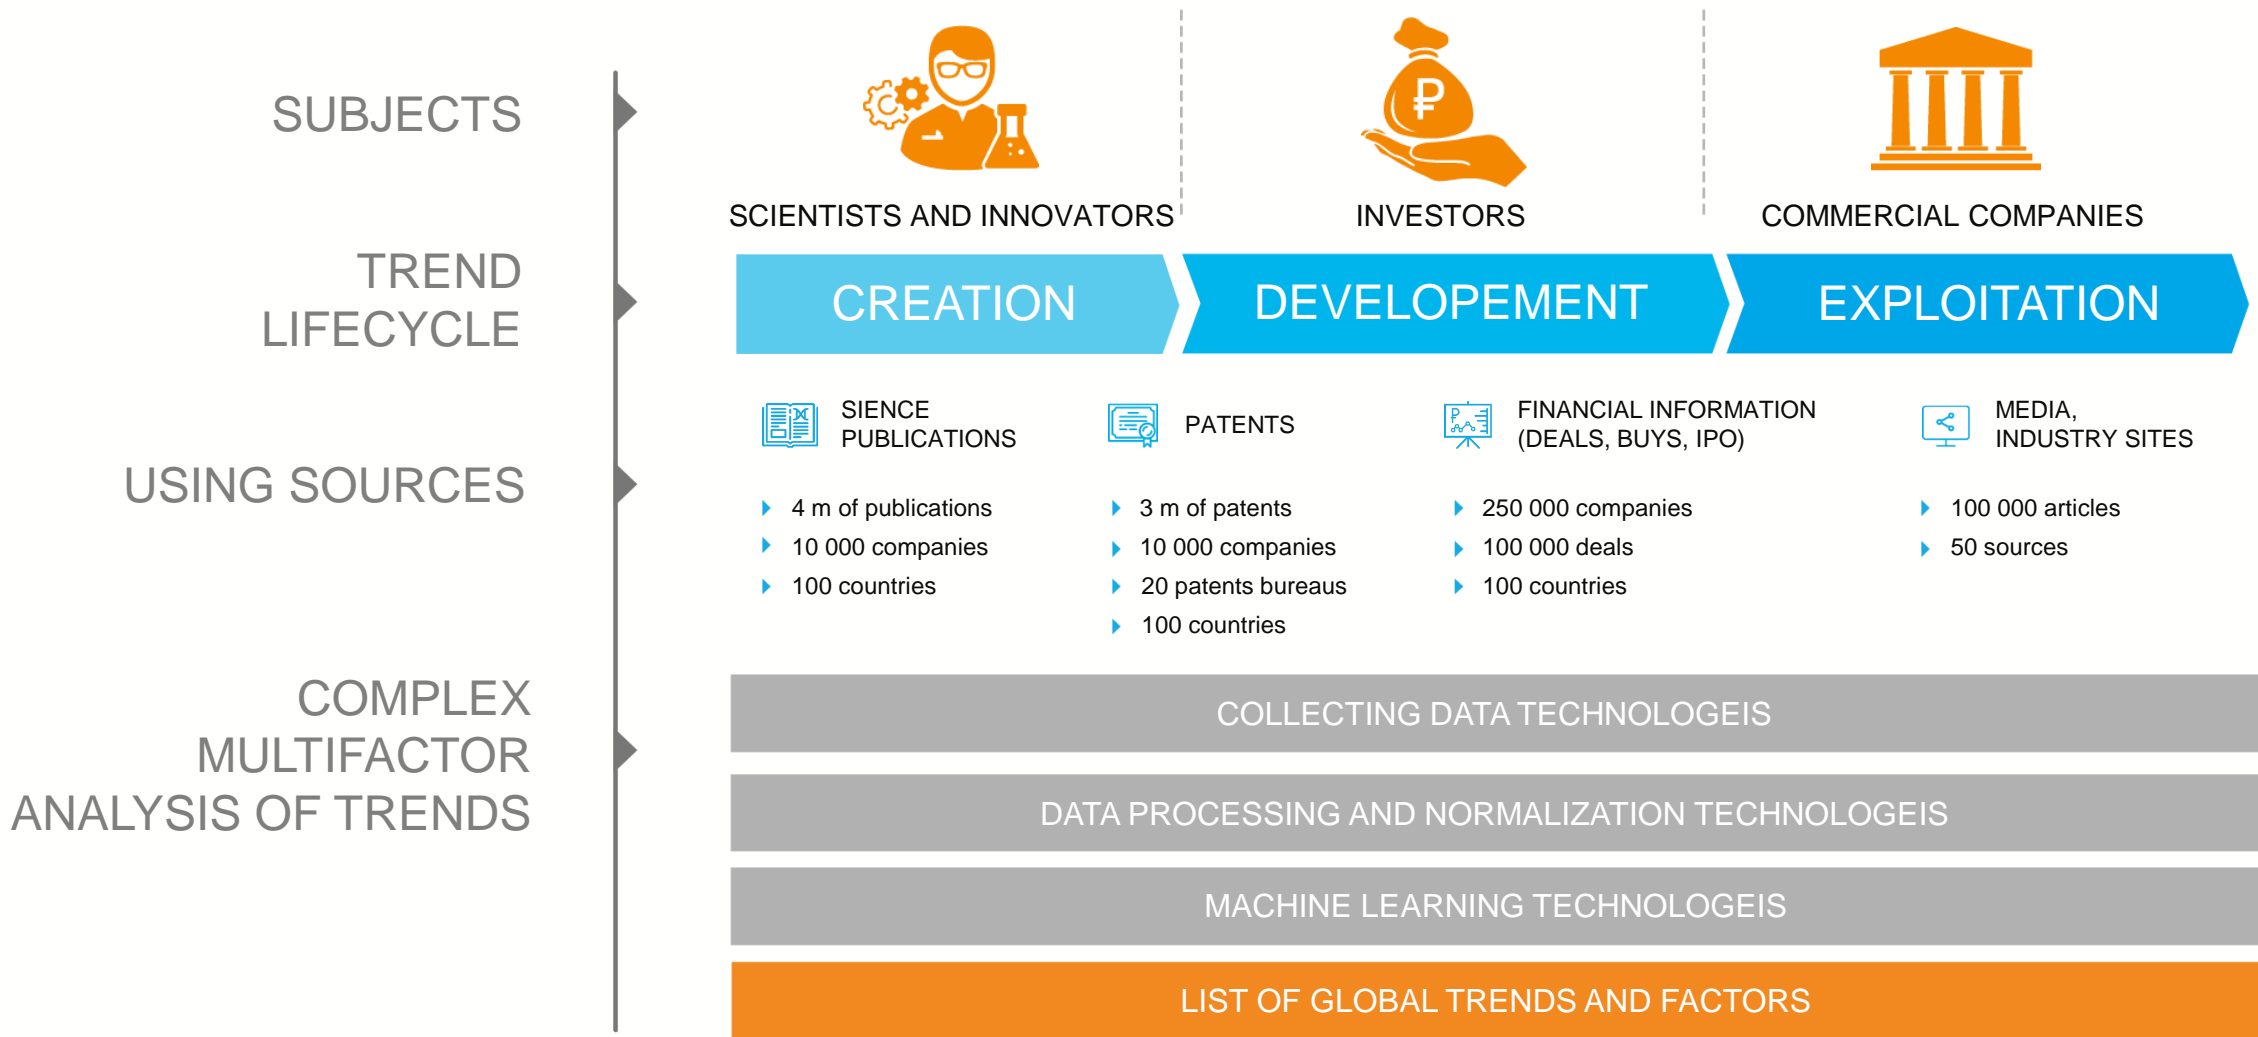 SUBJECTS
SCIENTISTS AND INNOVATORS
INVESTORS
COMMERCIAL COMPANIES
TREND
LIFECYCLE
CREATION
DEVELOPEMENT
EXPLOITATION
USING SOURCES
SIENCE
PUBLICATIONS
4 m of publications
10 000 companies
100 countries
PATENTS
3 m of patents
10 000 companies
20 patents bureaus
100 countries
FINANCIAL INFORMATION
(DEALS, BUYS, IPO)
250 000 companies
100 000 deals
100 countries
MEDIA,
INDUSTRY SITES
100 000 articles
50 sources
COMPLEX
MULTIFACTOR
ANALYSIS OF TRENDS
COLLECTING DATA TECHNOLOGEIS
DATA PROCESSING AND NORMALIZATION TECHNOLOGEIS
MACHINE LEARNING TECHNOLOGEIS
LIST OF GLOBAL TRENDS AND FACTORS